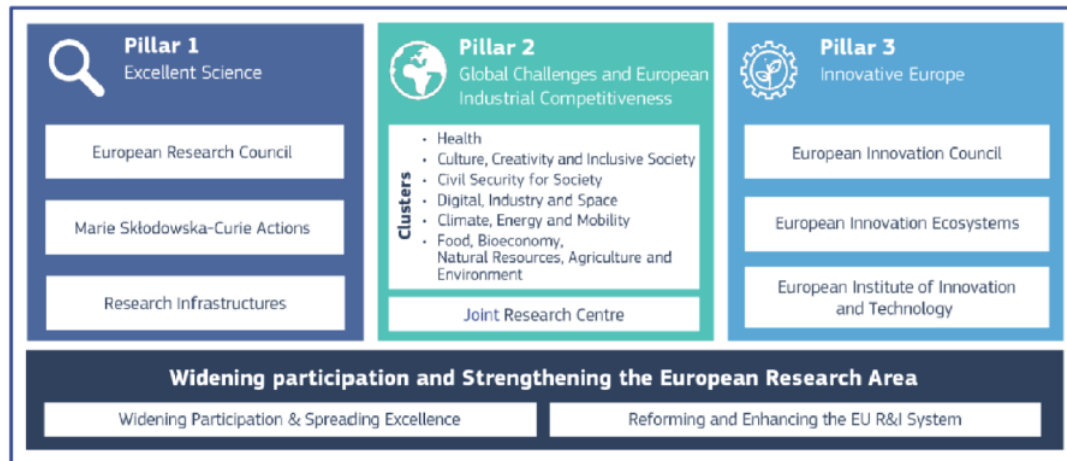 Pillar 1
Excellent Science
European Research Council
Marie Skłodowska-Curie Actions
Research Infrastructures
Pillar 2
Global Challenges and European
Industrial Competitiveness
Clusters
• Health
• Culture, Creativity and Inclusive Society
• Civil Security for Society
• Digital, Industry and Space
• Climate, Energy and Mobility
• Food, Bioeconomy,
Natural Resources, Agriculture and
Environment
Joint Research Centre
Pillar 3
Innovative Europe
European Innovation Council
European Innovation Ecosystems
European Institute of Innovation
and Technology
Widening participation and Strengthening the European Research Area
Widening Participation & Spreading Excellence
Reforming and Enhancing the EU R&I System